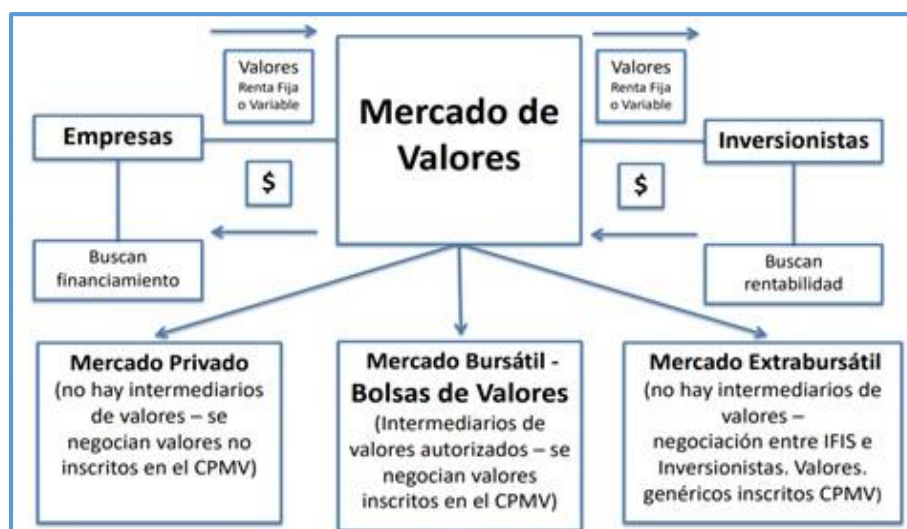 Valores
Renta Fija
o Variable
Mercado de
Valores
Valores
Renta Fija
o Variable
Empresas
Inversionistas
$
$
Buscan
financiamiento
Buscan
rentabilidad
Mercado Privado
(no hay intermediarios
de valores – se
negocian valores no
inscritos en el CPMV)
Mercado Bursátil -
Bolsas de Valores
(Intermediarios de
valores autorizados – se
negocian valores
inscritos en el CPMV)
Mercado Extrabursátil
(no hay intermediarios de
valores –
negociación entre IFIS e
Inversionistas. Valores.
genéricos inscritos CPMV)